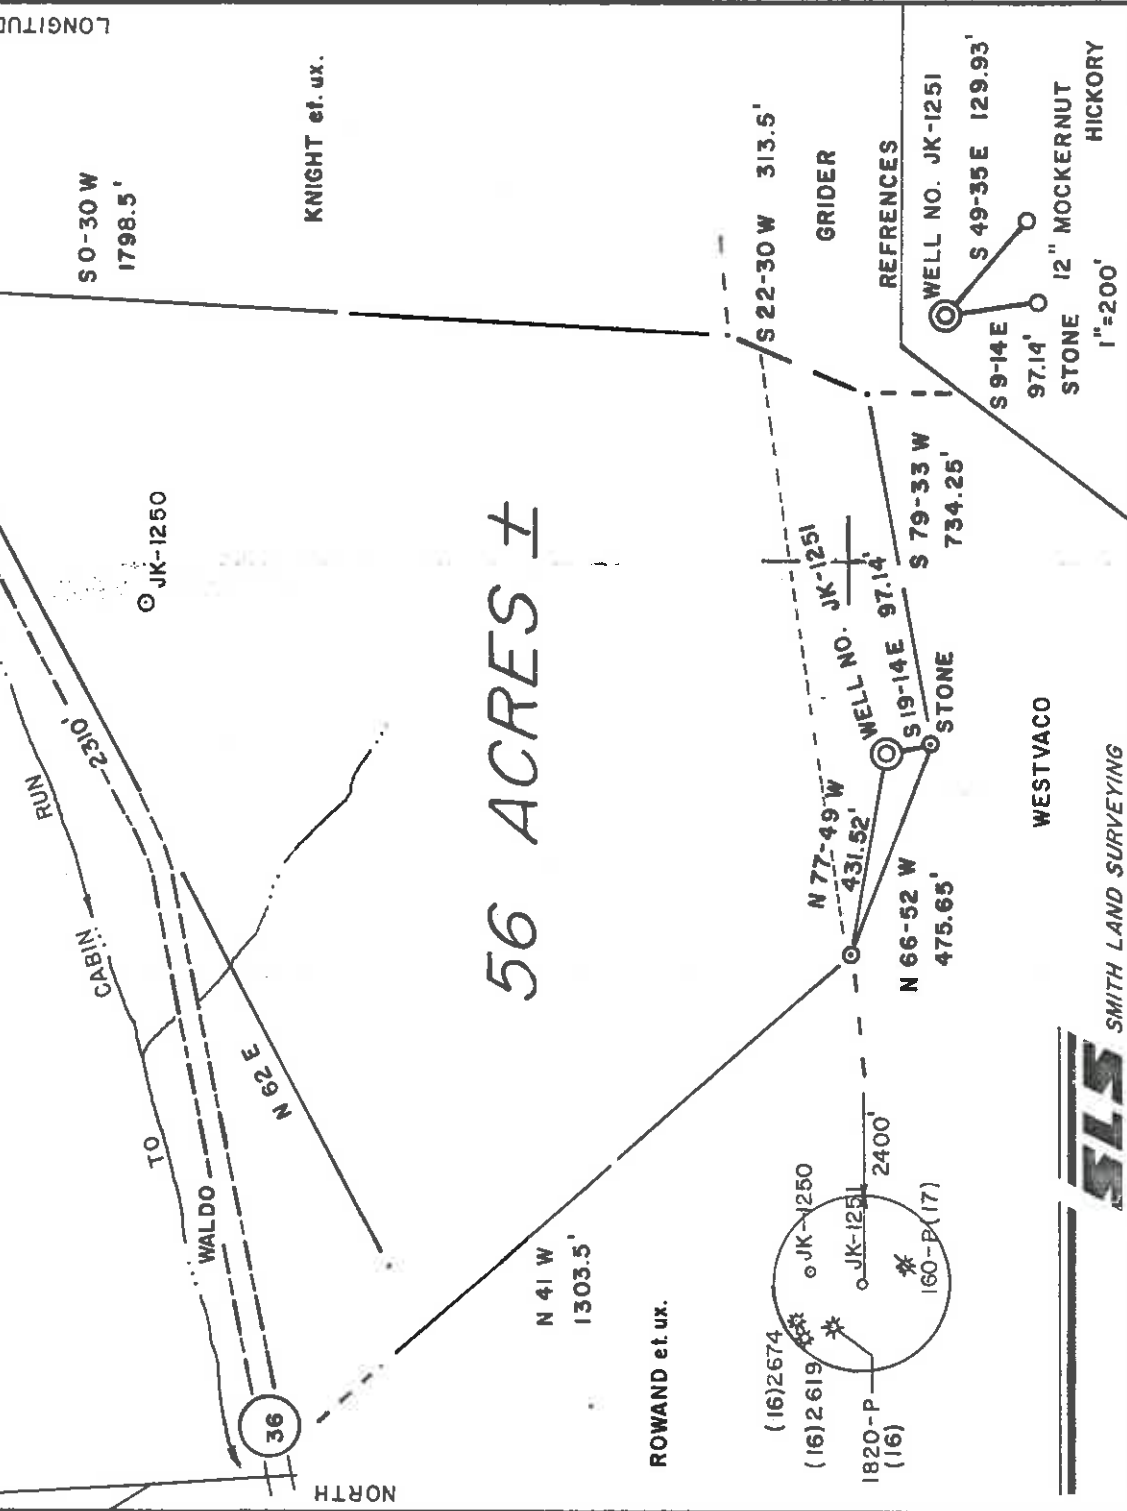 LONGITUD
S 0-30 W
1798.5'
KNIGHT et. ux.
JK-1250
RUN
2310'
CABIN
TO
WALDO
36
NORTH
N 62 E
56 ACRES ±
S 22-30 W 313.5'
GRIDER
N 41 W
1303.5'
ROWAND et. ux.
WELL NO. JK-1251
S 19-14 E 97.14'
STONE
N 77-49 W
431.52'
N 66-52 W
475.65'
S 79-33 W
734.25'
WESTVACO
REFRENCES
WELL NO. JK-1251
S 49-35 E 129.93'
S 9-14 E
97.14'
STONE
12" MOCKERNUT
HICKORY
1"=200'
(16)2674
(16)2619
1820-P
(16)
JK-1250
JK-1251
160-P(17)
2400'
SLS SMITH LAND SURVEYING